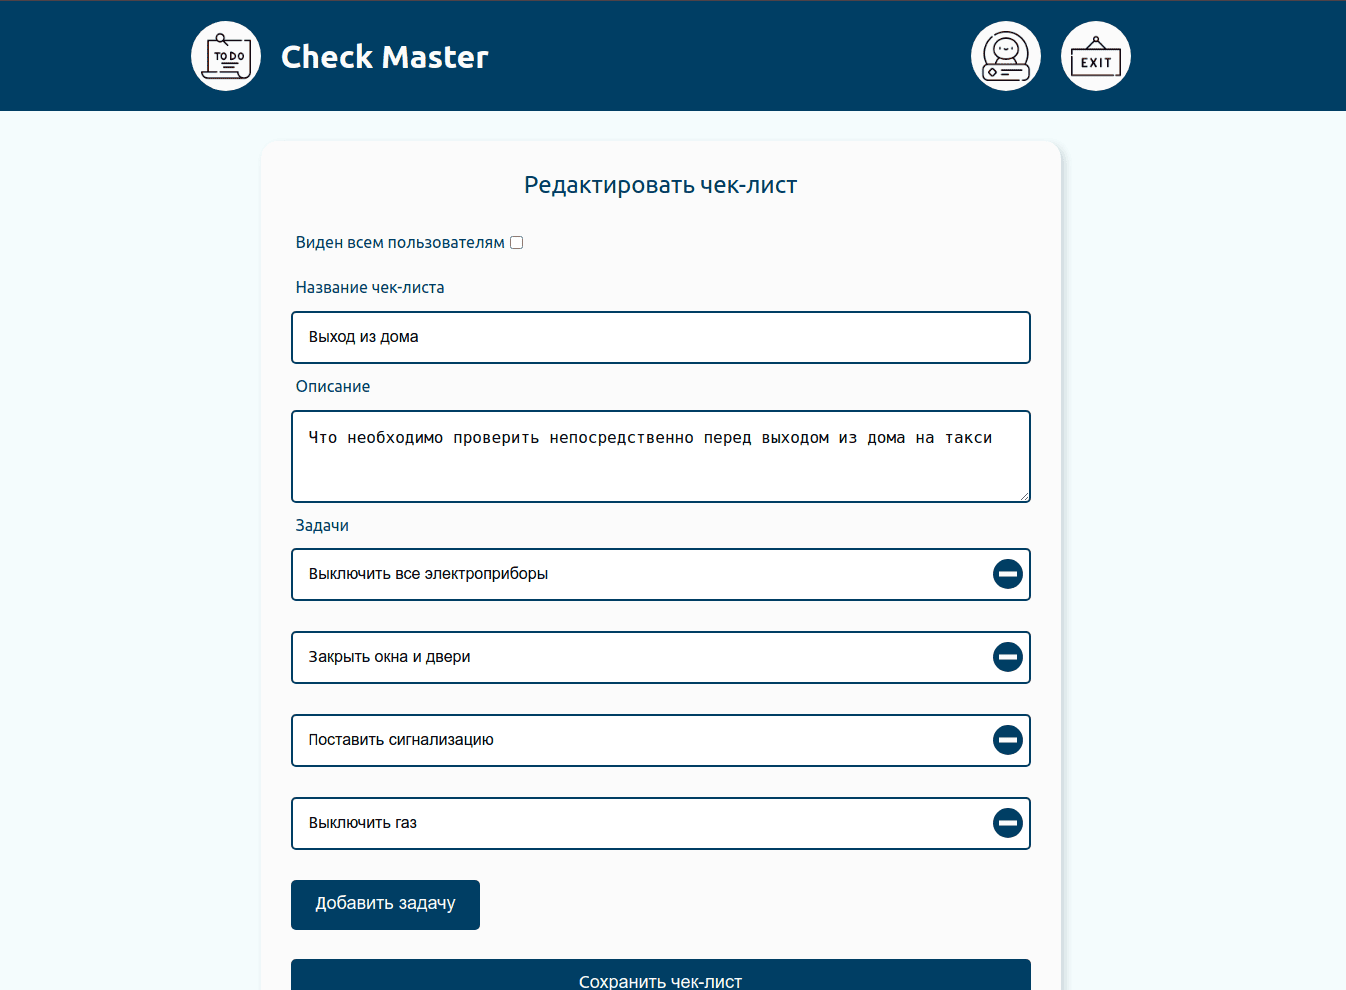 TO DO
Check Master
EXIT
Редактировать чек-лист
Виден всем пользователям
Название чек-листа
Выход из дома
Описание
Что необходимо проверить непосредственно перед выходом из дома на такси
Задачи
Выключить все электроприборы
Закрыть окна и двери
Поставить сигнализацию
Выключить газ
Добавить задачу
Сохранить чек-лист